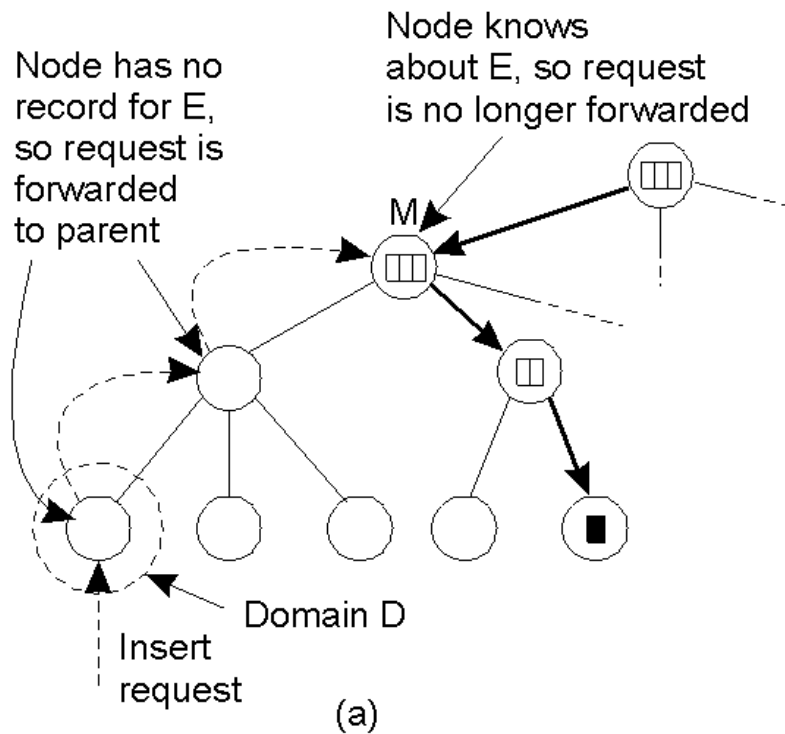 Node has no
record for E,
so request is
forwarded
to parent
Node knows
about E, so request
is no longer forwarded
M
Domain D
Insert
request
(a)